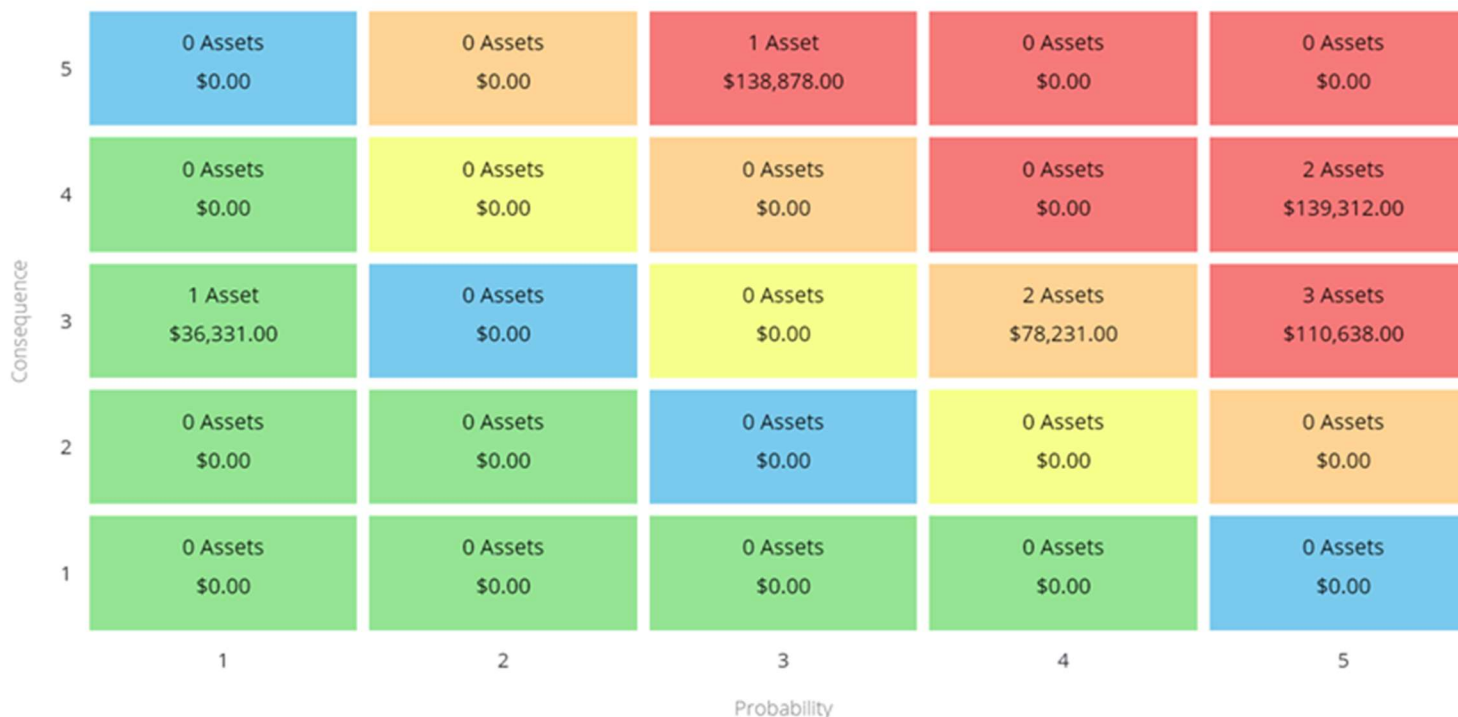 0 Assets
$0.00
0 Assets
$0.00
1 Asset
$138,878.00
0 Assets
$0.00
0 Assets
$0.00
5
0 Assets
$0.00
0 Assets
$0.00
0 Assets
$0.00
0 Assets
$0.00
2 Assets
$139,312.00
4
Consequence
1 Asset
$36,331.00
0 Assets
$0.00
0 Assets
$0.00
2 Assets
$78,231.00
3 Assets
$110,638.00
3
0 Assets
$0.00
0 Assets
$0.00
0 Assets
$0.00
0 Assets
$0.00
0 Assets
$0.00
2
0 Assets
$0.00
0 Assets
$0.00
0 Assets
$0.00
0 Assets
$0.00
0 Assets
$0.00
1
1
2
3
4
5
Probability